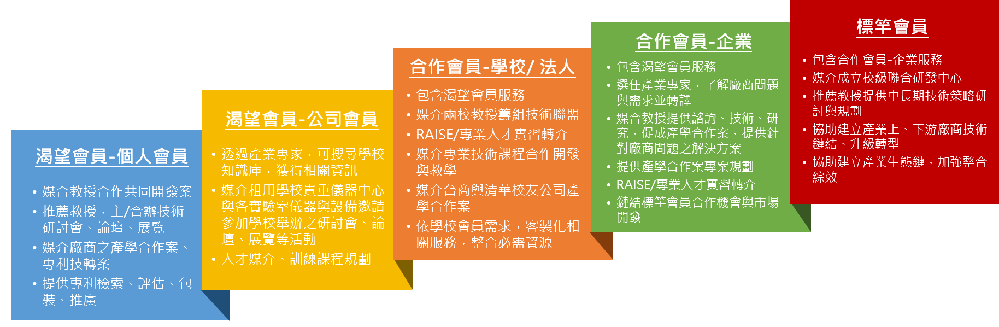 渴望會員-個人會員
• 媒合教授合作共同開發案
• 推薦教授，主/合辦技術
研討會、論壇、展覽
• 媒介廠商之產學合作案、
專利技轉案
• 提供專利檢索、評估、包
裝、推廣
渴望會員-公司會員
• 透過產業專家，可搜尋學校
知識庫，獲得相關資訊
• 媒介租用學校貴重儀器中心
與各實驗室儀器與設備邀請
參加學校舉辦之研討會、論
壇、展覽等活動
• 人才媒介、訓練課程規劃
合作會員-學校/ 法人
• 包含渴望會員服務
• 媒介兩校教授籌組技術聯盟
• RAISE/專業人才實習轉介
• 媒介專業技術課程合作開發
與教學
• 媒介台商與清華校友公司產
學合作案
• 依學校會員需求，客製化相
關服務，整合必需資源
合作會員-企業
• 包含渴望會員服務
• 選任產業專家，了解廠商問題
與需求並轉譯
• 媒合教授提供諮詢、技術、研
究，促成產學合作案，提供針
對廠商問題之解決方案
• 提供產學合作案專案規劃
• RAISE/專業人才實習轉介
• 鏈結標竿會員合作機會與市場
開發
標竿會員
• 包含合作會員-企業服務
• 媒介成立校級聯合研發中心
• 推薦教授提供中長期技術策略研
討與規劃
• 協助建立產業上、下游廠商技術
鏈結、升級轉型
• 協助建立產業生態鏈，加強整合
綜效